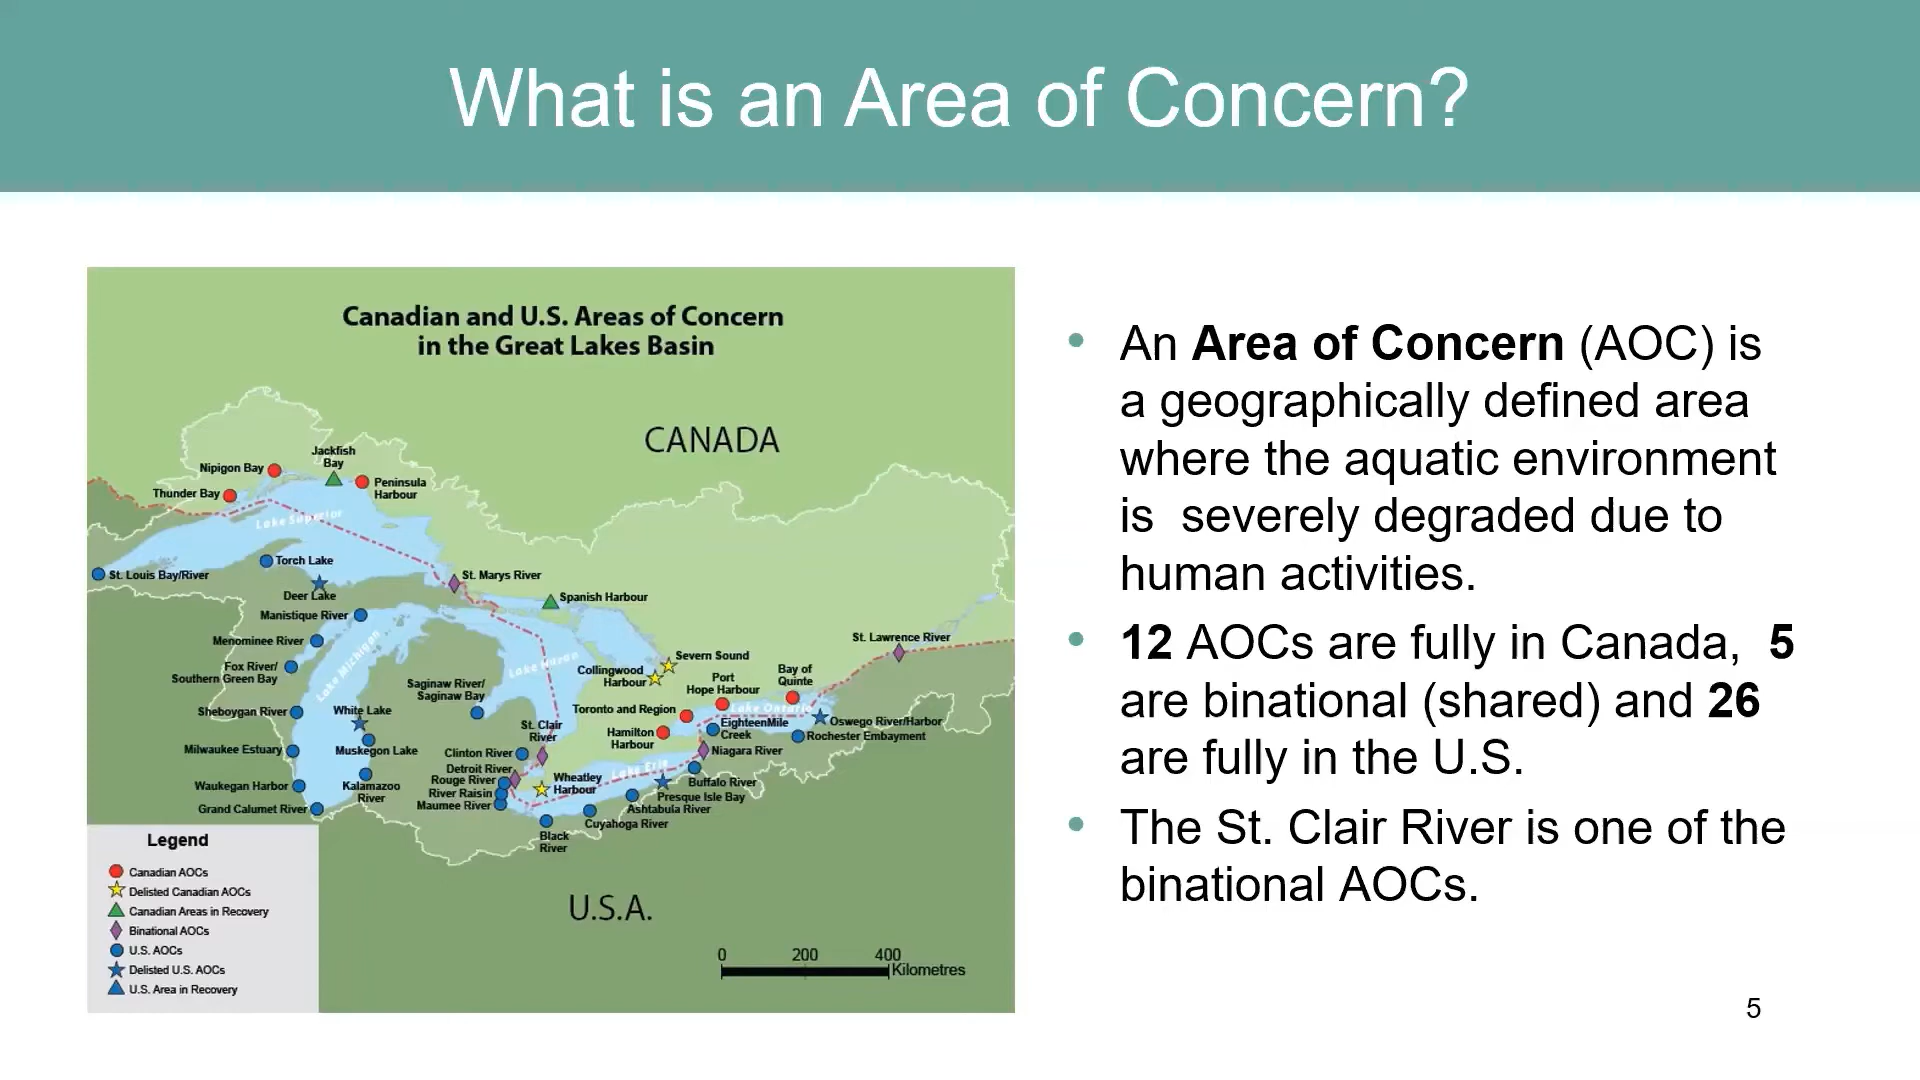 What is an Area of Concern?
Canadian and U.S. Areas of Concern
in the Great Lakes Basin
CANADA
Jackfish
Bay
Nipigon Bay
Peninsula
Harbour
Thunder Bay
Lake Superior
Torch Lake
St. Louis Bay/River
St. Marys River
Deer Lake
Spanish Harbour
Manistique River
Menominee River
St. Lawrence River
Lake Michigan
Lake Huron
Severn Sound
Fox River/
Southern Green Bay
Collingwood
Harbour
Bay of
Quinte
Port
Hope Harbour
Saginaw River/
Saginaw Bay
Sheboygan River
White Lake
Toronto and Region
Lake Ontario
St. Clair
River
EighteenMile
Creek
Oswego River/Harbor
Rochester Embayment
Hamilton
Harbour
Milwaukee Estuary
Muskegon Lake
Clinton River
Niagara River
Detroit River
Lake Erie
Rouge River
Wheatley
Harbour
Buffalo River
Waukegan Harbor
Kalamazoo
River
River Raisin
Presque Isle Bay
Maumee River
Grand Calumet River
Ashtabula River
Cuyahoga River
Black
River
Legend
Canadian AOCs
Delisted Canadian AOCs
Canadian Areas in Recovery
Binational AOCs
U.S. AOCs
Delisted U.S. AOCs
U.S. Area in Recovery
U.S.A.
0 200 400
Kilometres
• An Area of Concern (AOC) is
a geographically defined area
where the aquatic environment
is  severely degraded due to
human activities.
• 12 AOCs are fully in Canada,  5
are binational (shared) and 26
are fully in the U.S.
• The St. Clair River is one of the
binational AOCs.
5